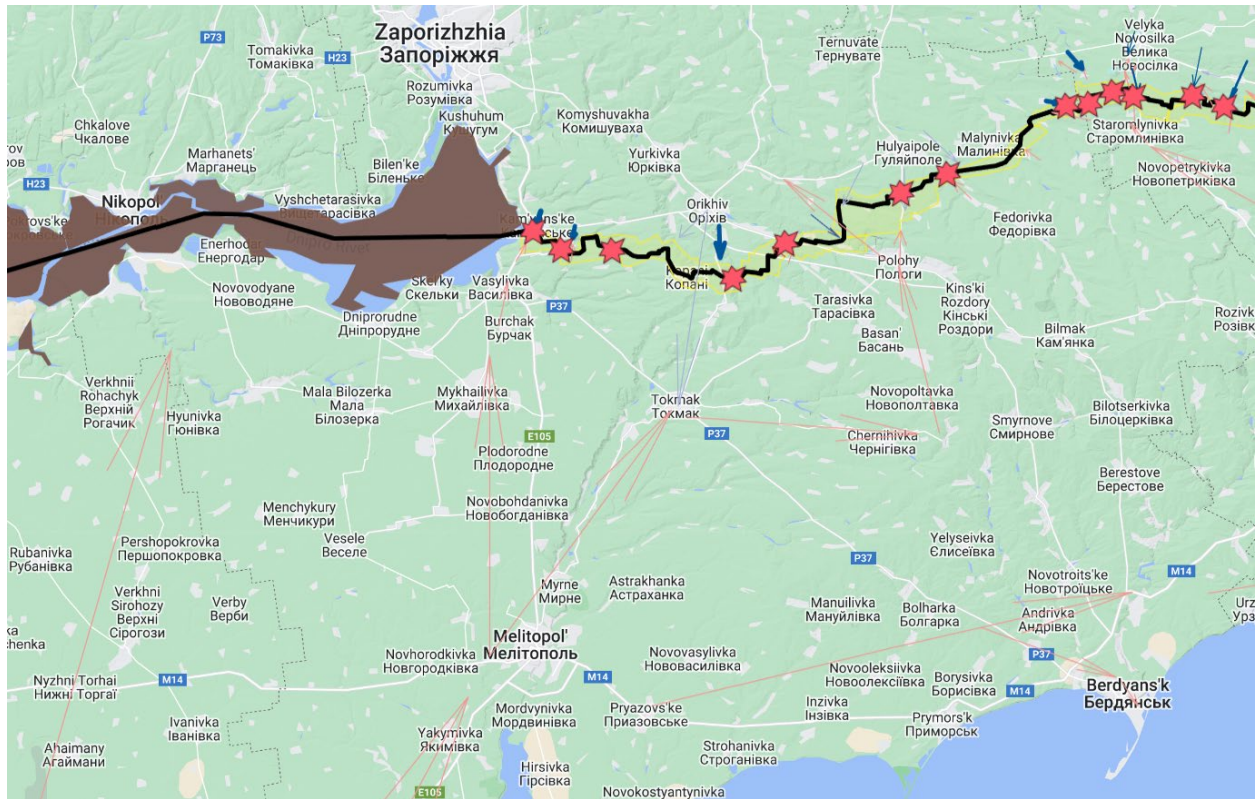 Zaporizhzhia
Запоріжжя
P73
Tomakivka
Томаківка
H23
Ternuvate
Тернувате
Velyka
Novosilka
Велика
Новосілка
Rozumivka
Розумівка
Kushuhum
Кушугум
Chkalove
Чкалове
Komyshuvakha
Комишуваха
Marhanets'
Марганець
Bilen'ke
Біленьке
Yurkivka
Юрківка
Hulyaipole
Гуляйполе
Malynivka
Малинівка
Staromlynivka
Старомлинівка
Novopetrykivka
Новопетриківка
H23
Nikopol
Нікополь
Vyshchetarasivka
Вищетарасівка
Orikhiv
Оріхів
Fedorivka
Федорівка
Dnipro River
Enerhodar
Енергодар
Polohy
Пологи
Novovodyane
Нововодяне
Skel'ky
Скельки
Vasylivka
Василівка
Копані
Kins'ki
Rozdory
Кінські
Роздори
Dniprorudne
Дніпрорудне
P37
Burchak
Бурчак
Tarasivka
Тарасівка
Basan'
Басань
Bilmak
Кам'янка
Verkhnii
Rohachyk
Верхній
Рогачик
Hyunivka
Гюнівка
Mala Bilozerka
Мала
Білозерка
Mykhailivka
Михайлівка
Tokmak
Токмак
Novopoltavka
Новополтавка
Smyrnove
Смирнове
Bilotserkivka
Білоцерківка
E105
P37
Chernihivka
Чернігівка
Plodorodne
Плодородне
Berestove
Берестове
Menchykury
Менчикури
Novobohdanivka
Новобогданівка
Vesele
Веселе
Rubanivka
Рубанівка
Pershopokrovka
Першопокровка
Yelyseivka
Єлисеївка
P37
M14
Verkhni
Sirohozy
Верхні
Сірогози
Verby
Верби
Myrne
Мирне
Astrakhanka
Астраханка
Manuilivka
Мануйлівка
Bolharka
Болгарка
Novotroits'ke
Новотроїцьке
Andrivka
Андрівка
Melitopol'
Мелітополь
Novhorodkivka
Новгородківка
Novovasylivka
Нововасилівка
P37
Nyzhni Torhai
Нижні Торгаї
M14
M14
Novooleksiivka
Новоолексіївка
Borysivka
Борисівка
M14
Berdyans'k
Бердянськ
Ivanivka
Іванівка
Mordvynivka
Мордвинівка
Pryazovs'ke
Приазовське
Inzivka
Інзівка
Prymors'k
Приморськ
Yakymivka
Якимівка
Ahaimany
Агаймани
Strohanivka
Строганівка
Hirsivka
Гірсівка
E105
Novokostyantynivka